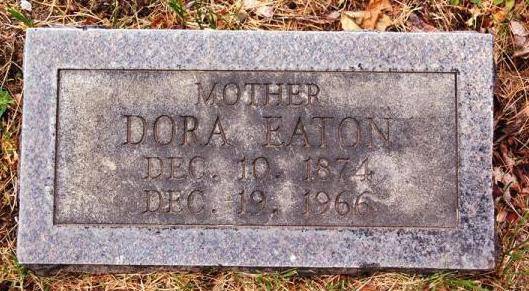 MOTHER
DORA EATON
DEC. 10. 1874
DEC. 19. 1966